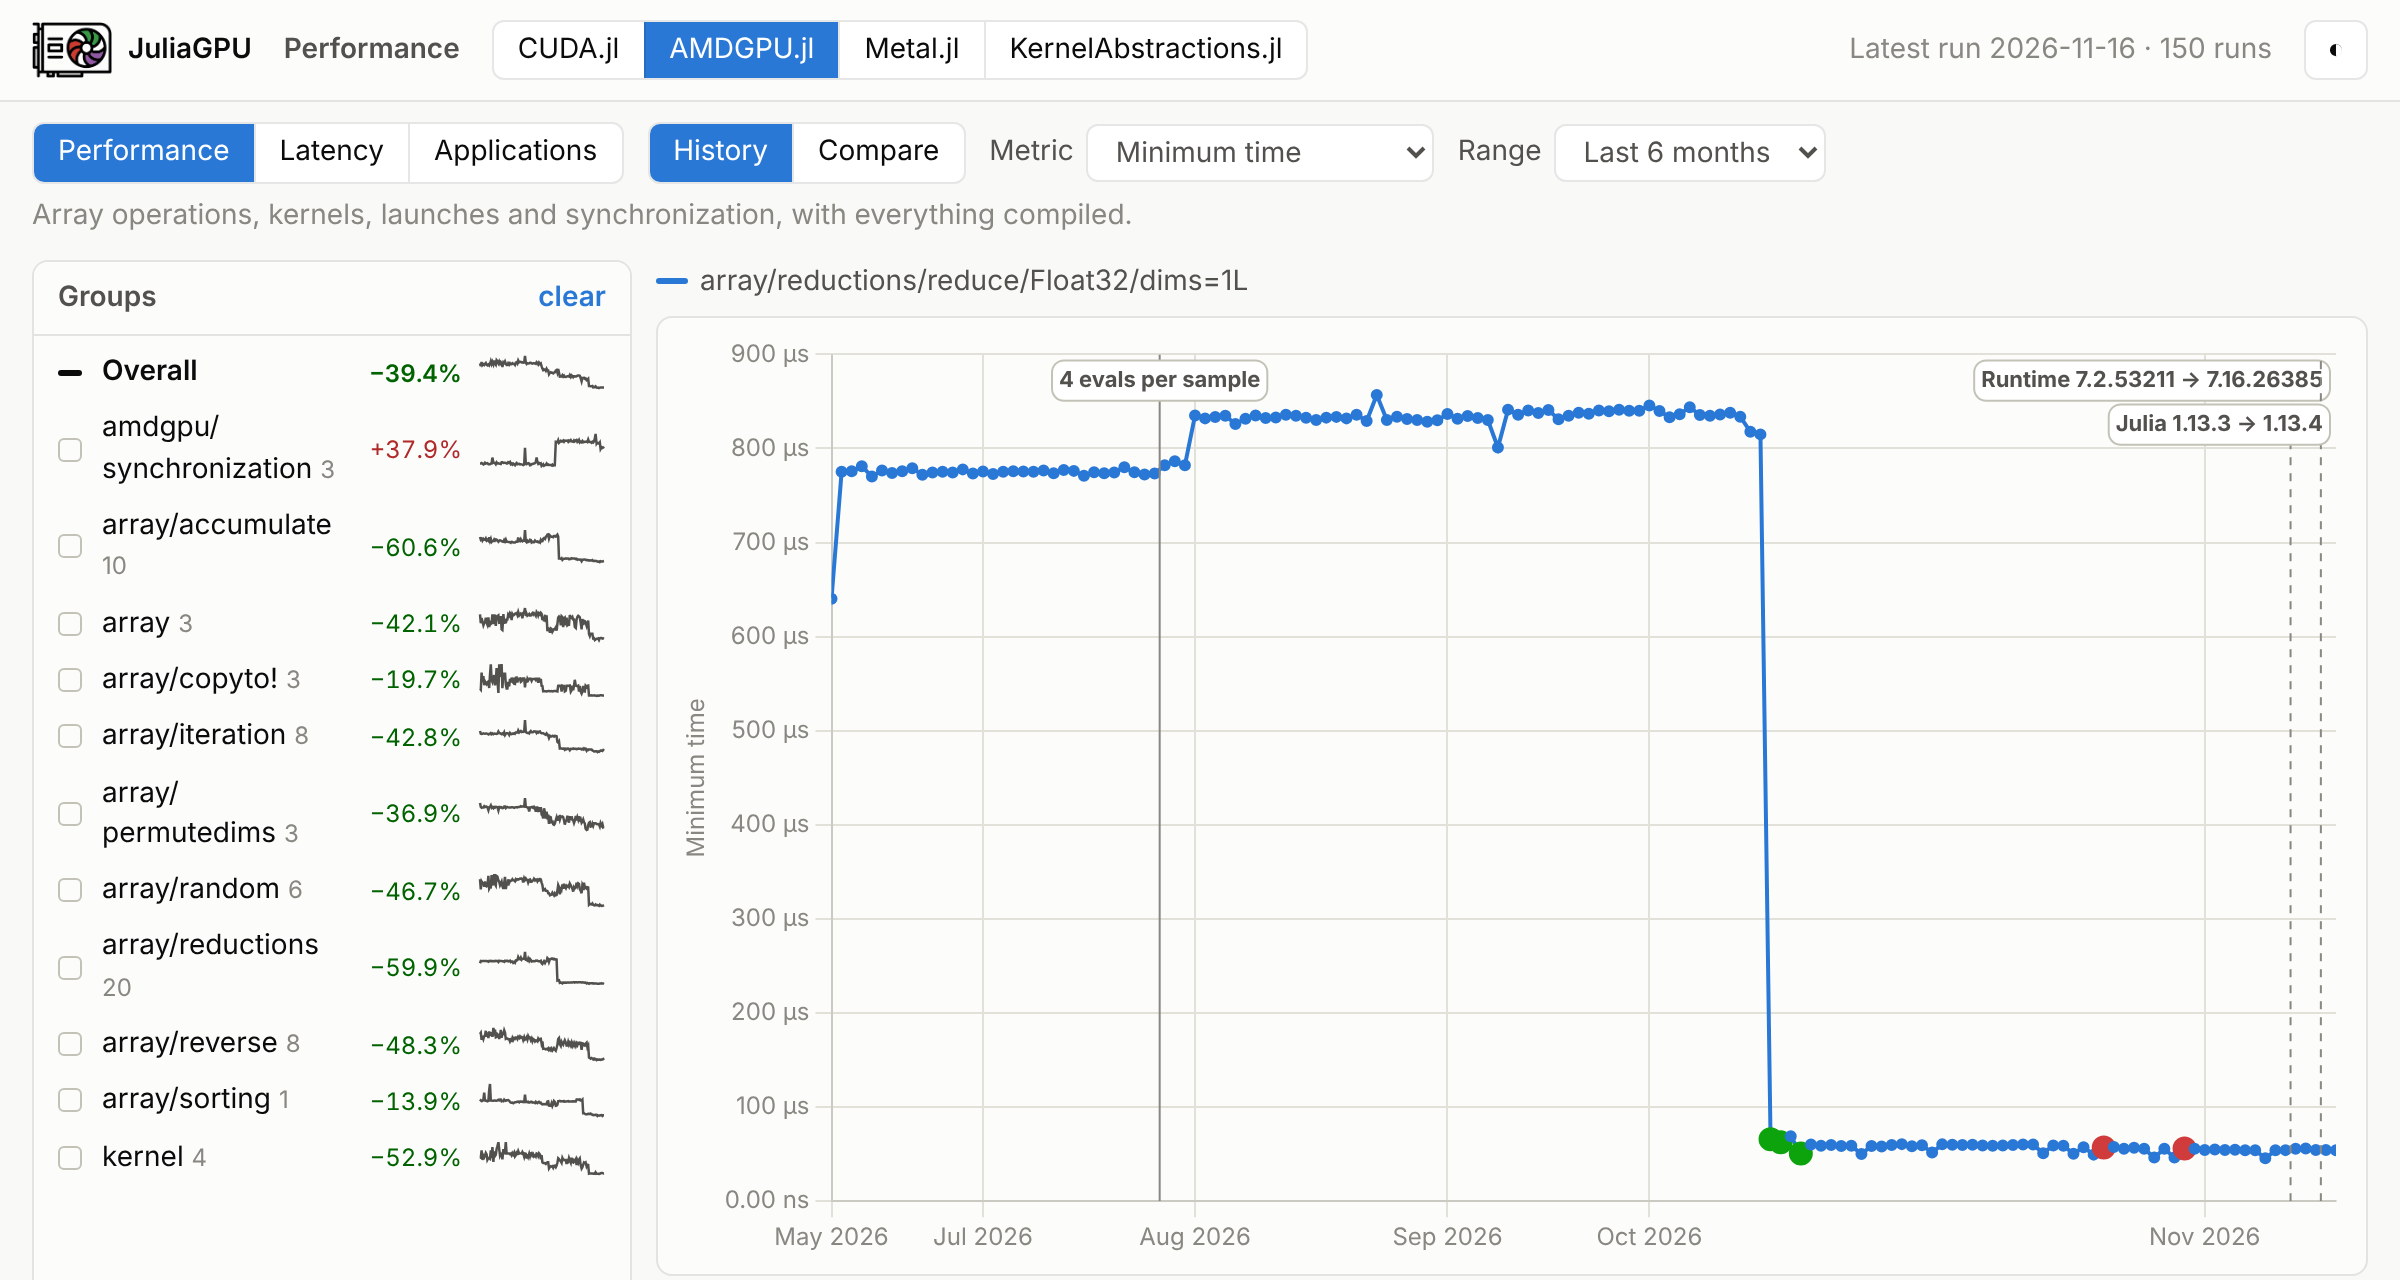 JuliaGPU Performance CUDA.jl AMDGPU.jl Metal.jl KernelAbstractions.jl Latest run 2026-11-16 · 150 runs
Performance Latency Applications History Compare Metric Minimum time Range Last 6 months
Array operations, kernels, launches and synchronization, with everything compiled.
Groups clear
Overall −39.4%
amdgpu/
synchronization 3 +37.9%
array/accumulate
10 −60.6%
array 3 −42.1%
array/copyto! 3 −19.7%
array/iteration 8 −42.8%
array/
permutedims 3 −36.9%
array/random 6 −46.7%
array/reductions
20 −59.9%
array/reverse 8 −48.3%
array/sorting 1 −13.9%
kernel 4 −52.9%
array/reductions/reduce/Float32/dims=1L
4 evals per sample
Runtime 7.2.53211 → 7.16.26385
Julia 1.13.3 → 1.13.4
Minimum time
900 µs
800 µs
700 µs
600 µs
500 µs
400 µs
300 µs
200 µs
100 µs
0.00 ns
May 2026 Jul 2026 Aug 2026 Sep 2026 Oct 2026 Nov 2026